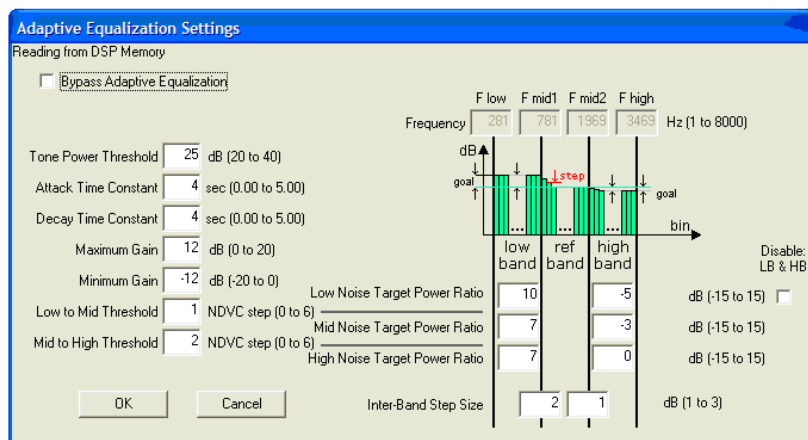 Adaptive Equalization Settings
Reading from DSP Memory
Bypass Adaptive Equalization
F low F mid1 F mid2 F high
Frequency 281 781 1969 3469 Hz (1 to 8000)
Tone Power Threshold 25 dB (20 to 40)
Attack Time Constant 4 sec (0.00 to 5.00)
Decay Time Constant 4 sec (0.00 to 5.00)
Maximum Gain 12 dB (0 to 20)
Minimum Gain -12 dB (-20 to 0)
Low to Mid Threshold 1 NDVC step (0 to 6)
Mid to High Threshold 2 NDVC step (0 to 6)
dB
goal
step
goal
... ... ...
bin
low band
ref band
high band
Disable:
LB & HB
Low Noise Target Power Ratio 10 -5 dB (-15 to 15)
Mid Noise Target Power Ratio 7 -3 dB (-15 to 15)
High Noise Target Power Ratio 7 0 dB (-15 to 15)
Inter-Band Step Size 2 1 dB (1 to 3)
OK Cancel